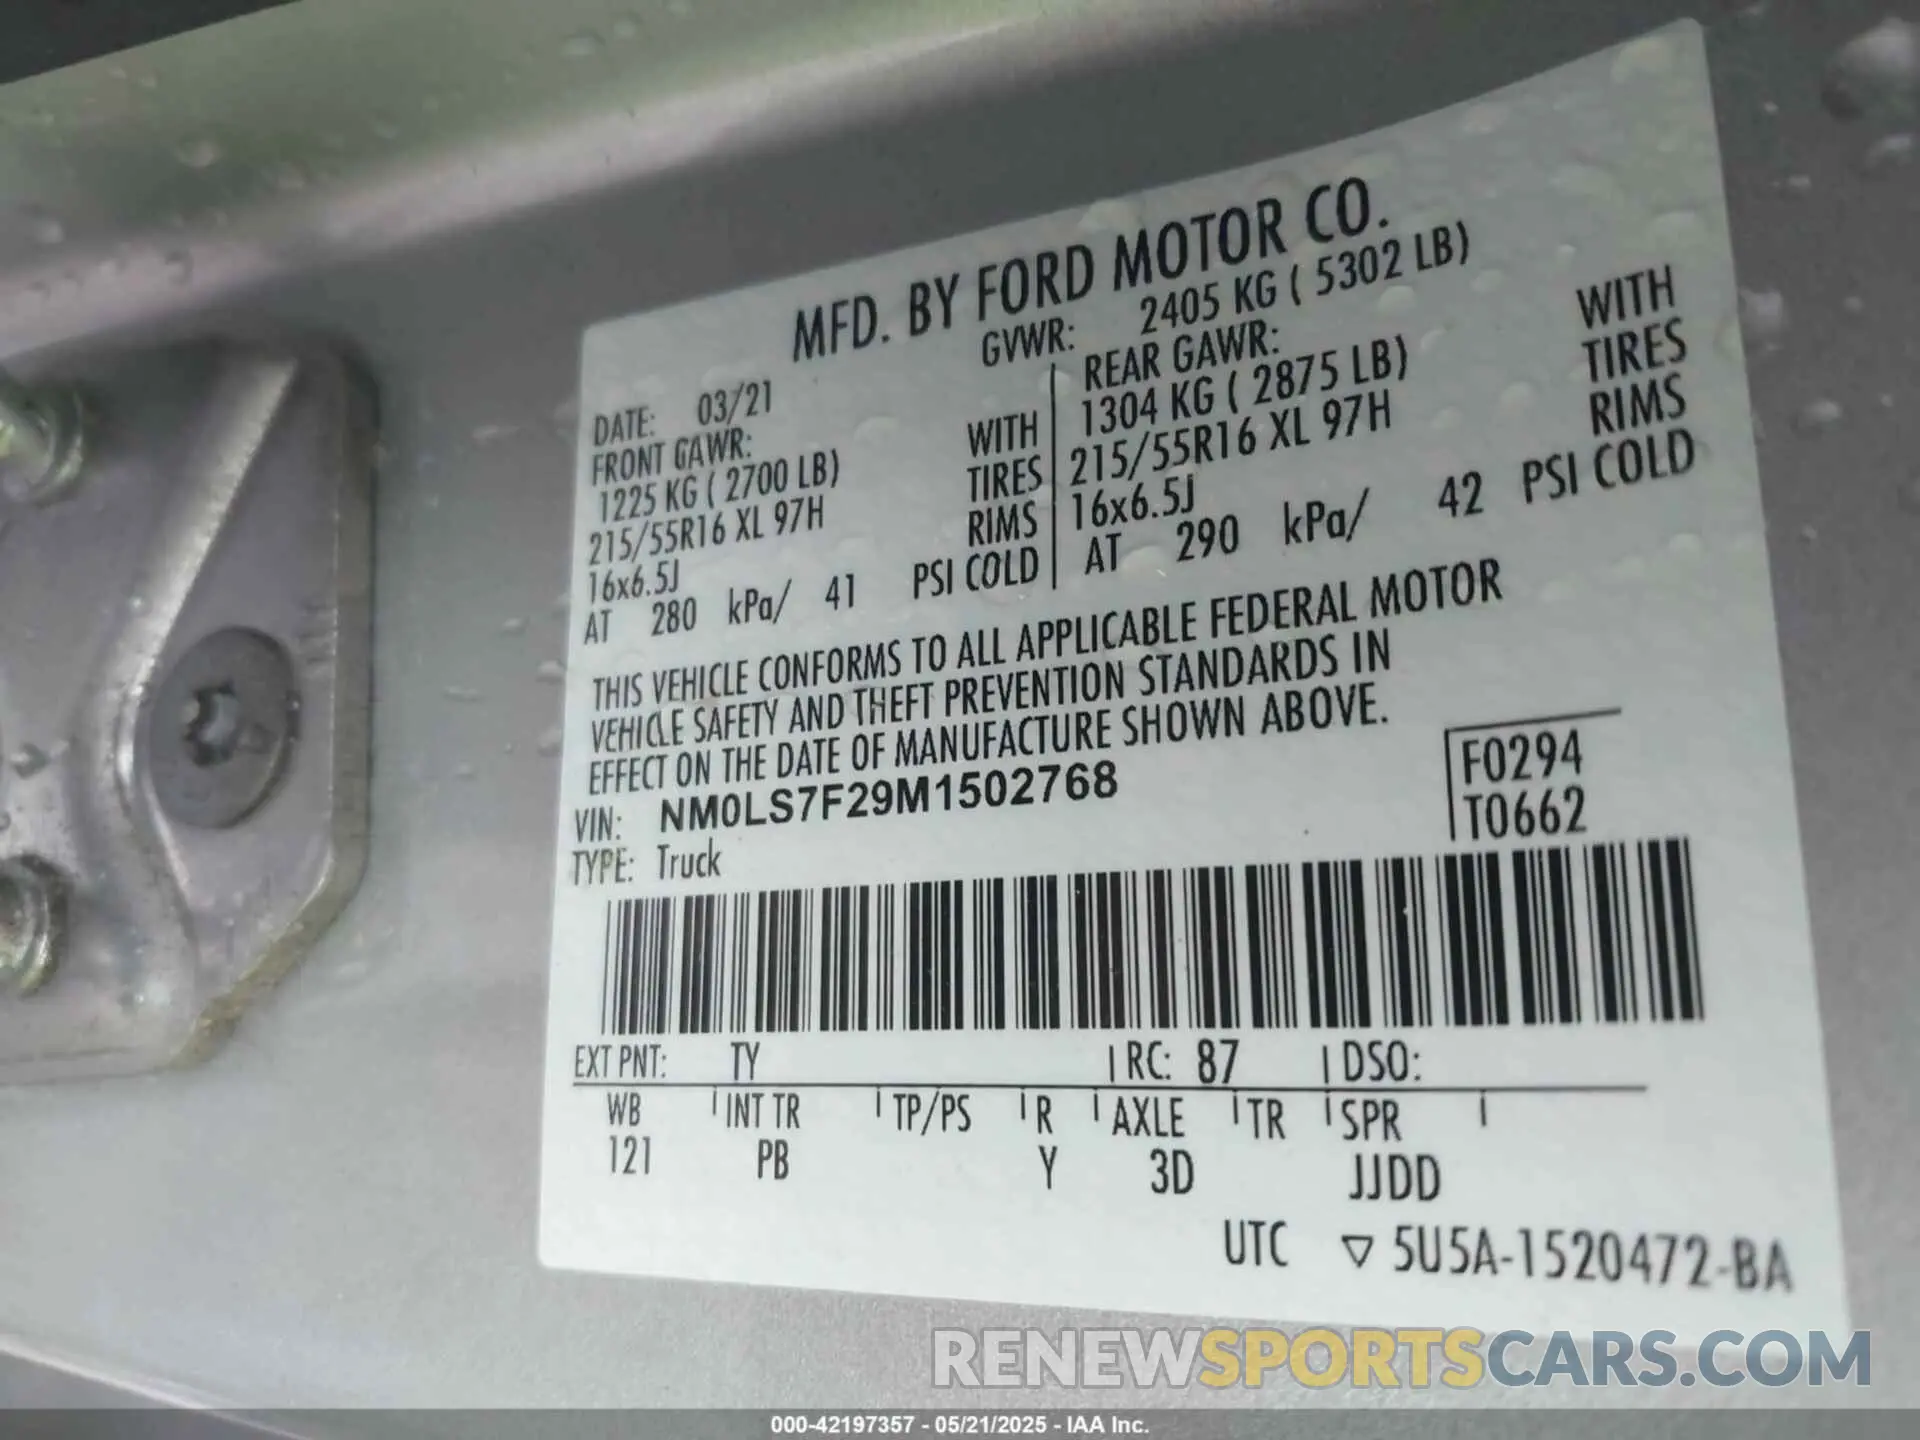 MFD. BY FORD MOTOR CO.
DATE: 03/21 GVWR: 2405 KG ( 5302 LB)
FRONT GAWR: REAR GAWR:
1225 KG ( 2700 LB) WITH 1304 KG ( 2875 LB) WITH
215/55R16 XL 97H TIRES 215/55R16 XL 97H TIRES
16x6.5J RIMS 16x6.5J RIMS
AT 280 kPa/ 41 PSI COLD AT 290 kPa/ 42 PSI COLD
THIS VEHICLE CONFORMS TO ALL APPLICABLE FEDERAL MOTOR
VEHICLE SAFETY AND THEFT PREVENTION STANDARDS IN
EFFECT ON THE DATE OF MANUFACTURE SHOWN ABOVE.
VIN: NM0LS7F29M1502768 F0294
TYPE: Truck T0662
EXT PNT: TY RC: 87 DSO:
WB INT TR TP/PS R AXLE TR SPR
121 PB Y 3D JJDD
UTC ▽ 5U5A-1520472-BA
RENEWSPORTSCARS.COM
000-42197357 - 05/21/2025 - IAA Inc.